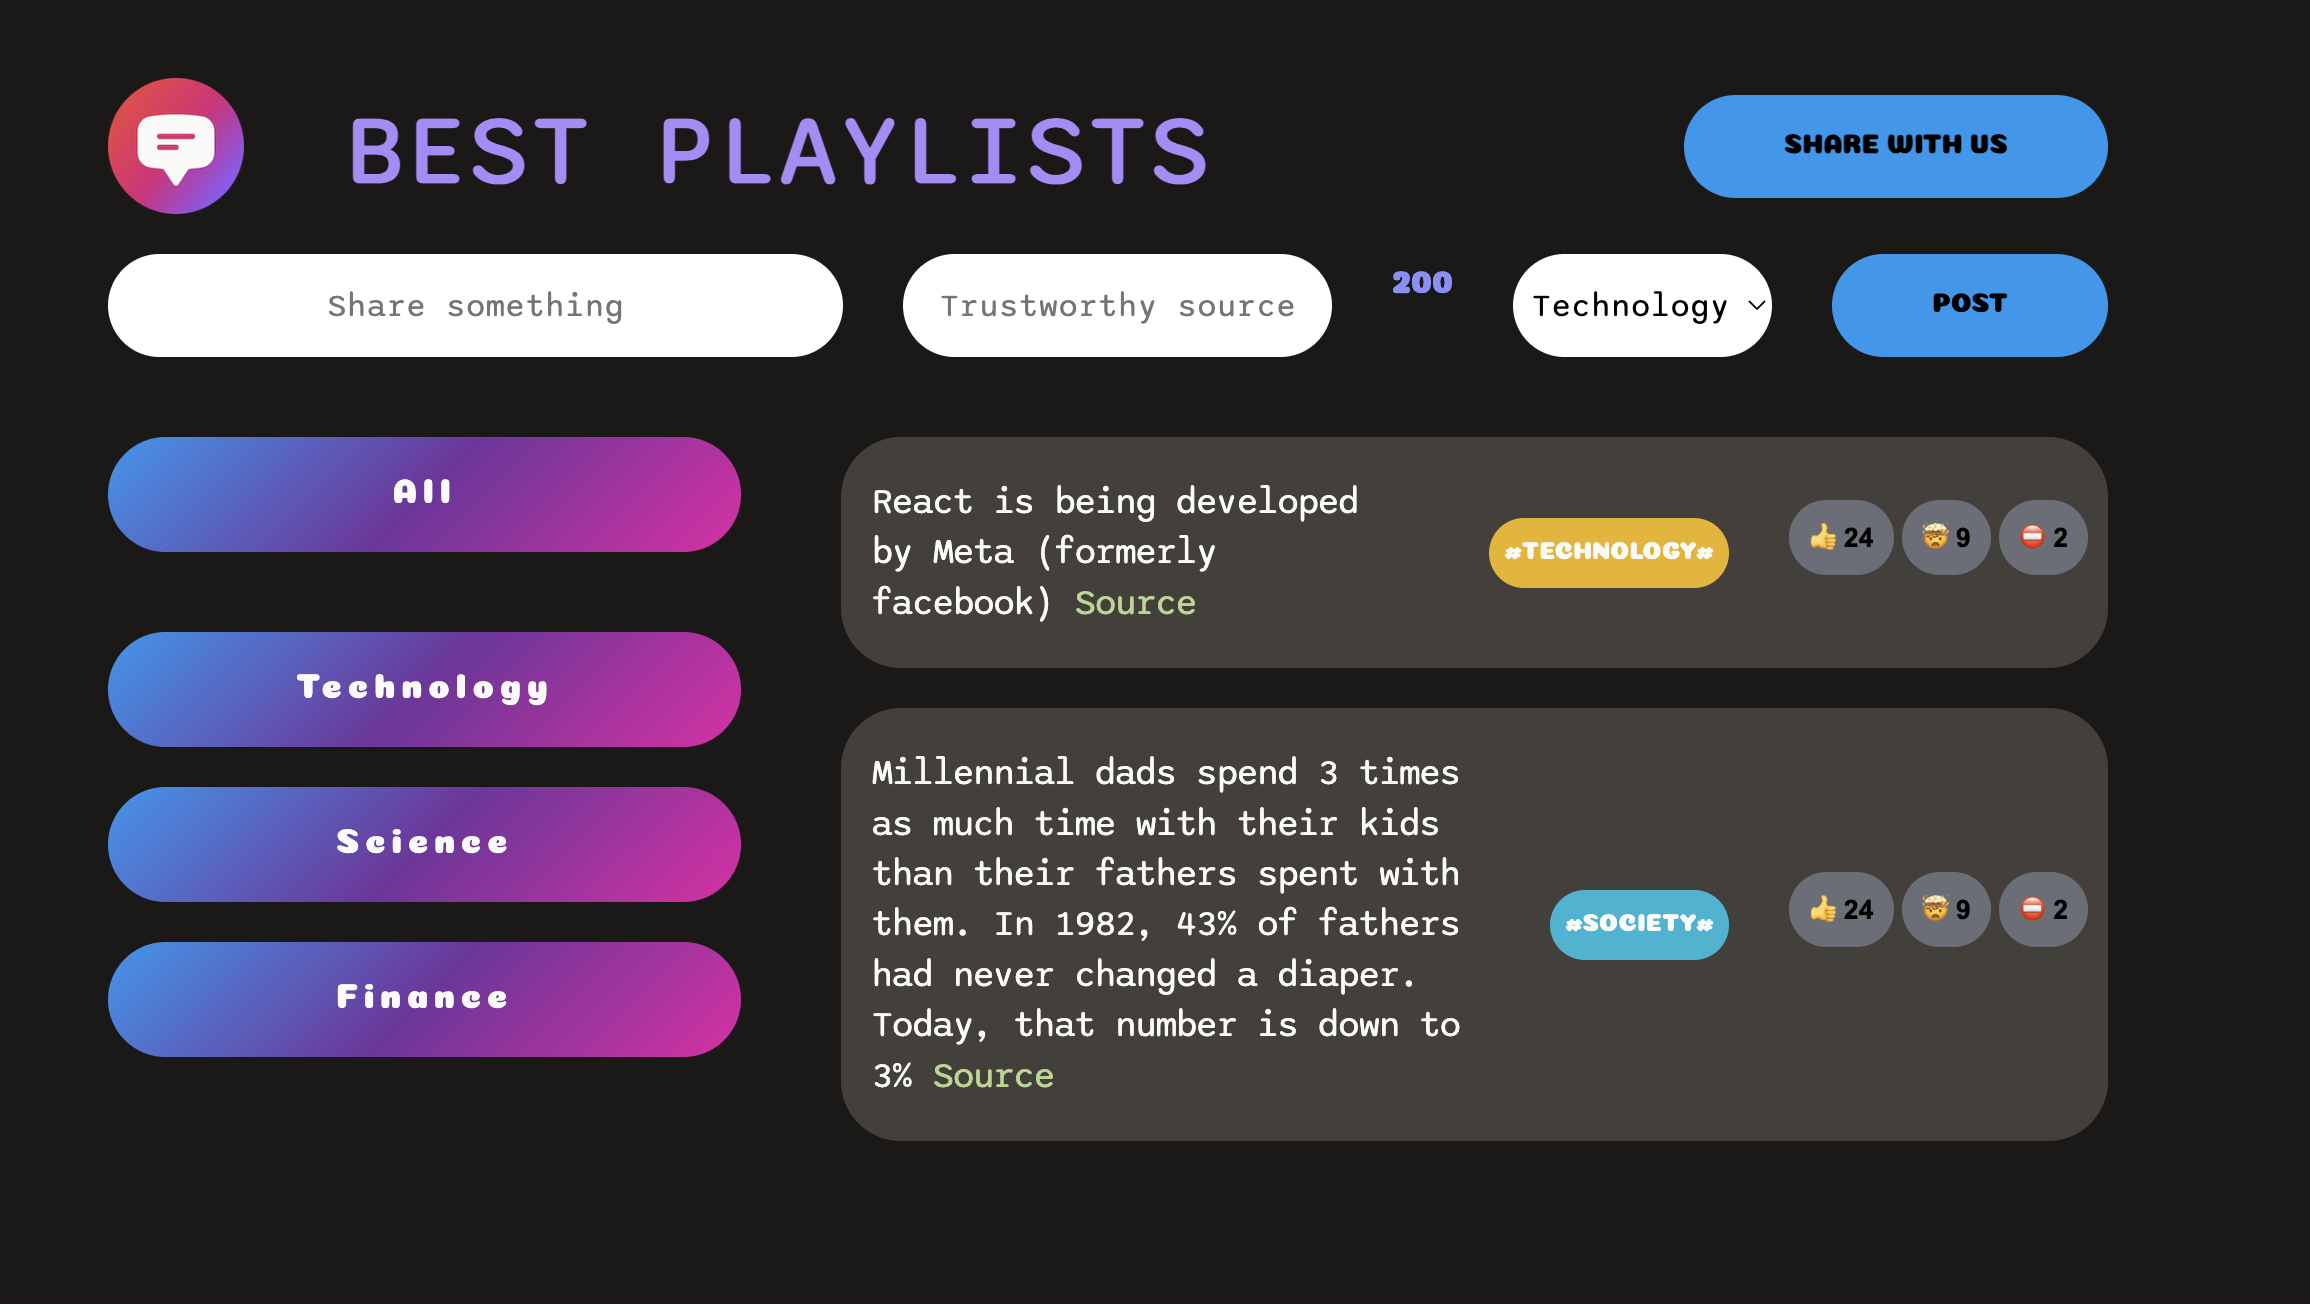 BEST PLAYLISTS
SHARE WITH US
Share something
Trustworthy source
200
Technology
POST
All
Technology
Science
Finance
React is being developed
by Meta (formerly
facebook) Source
#TECHNOLOGY#
👍 24
🤯 9
⛔ 2
Millennial dads spend 3 times
as much time with their kids
than their fathers spent with
them. In 1982, 43% of fathers
had never changed a diaper.
Today, that number is down to
3% Source
#SOCIETY#
👍 24
🤯 9
⛔ 2